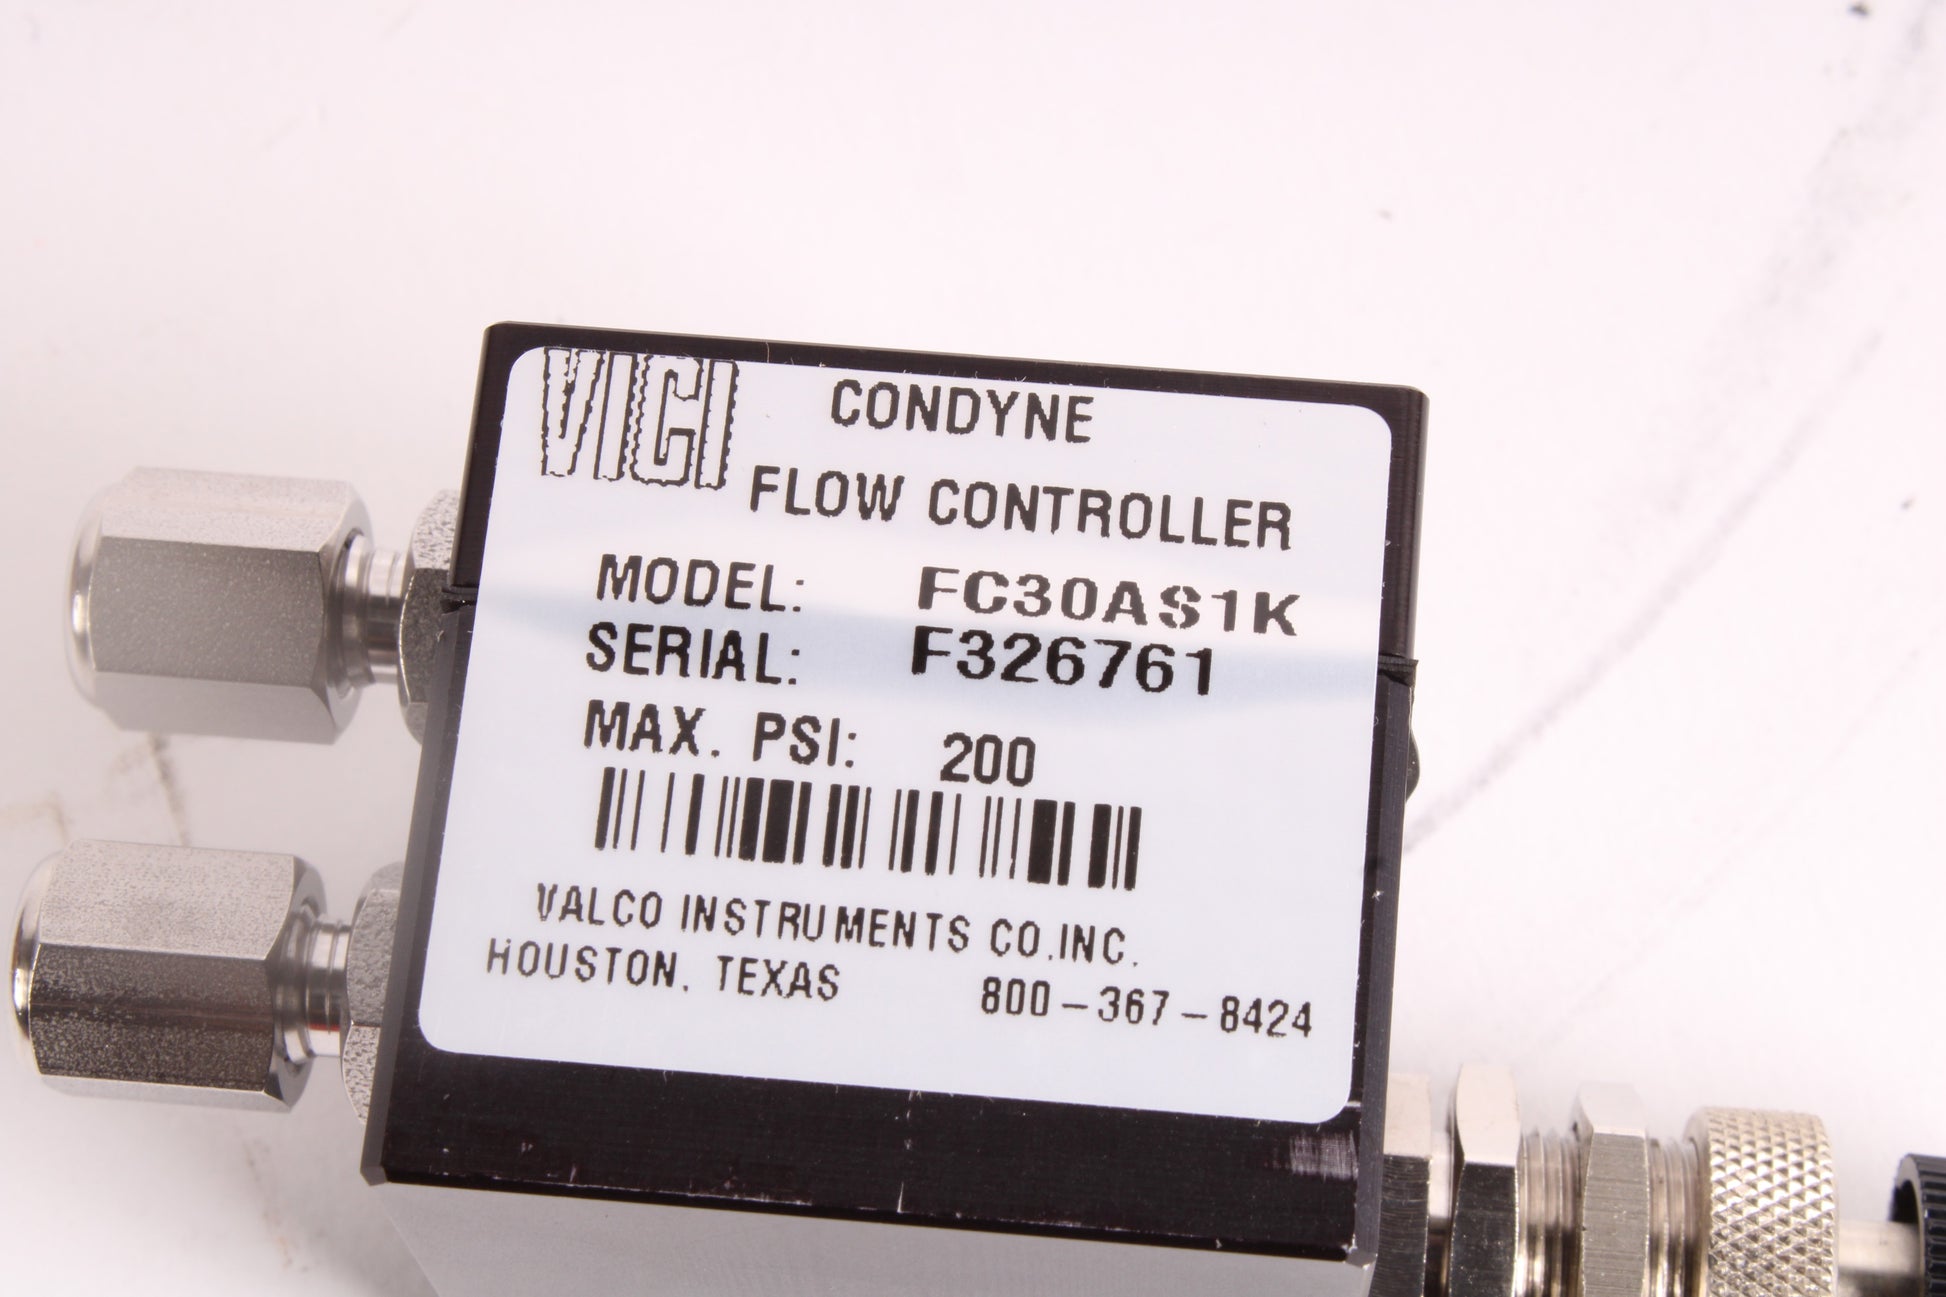 VICI CONDYNE
FLOW CONTROLLER
MODEL: FC30AS1K
SERIAL: F326761
MAX. PSI: 200
VALCO INSTRUMENTS CO.INC.
HOUSTON, TEXAS 800-367-8424